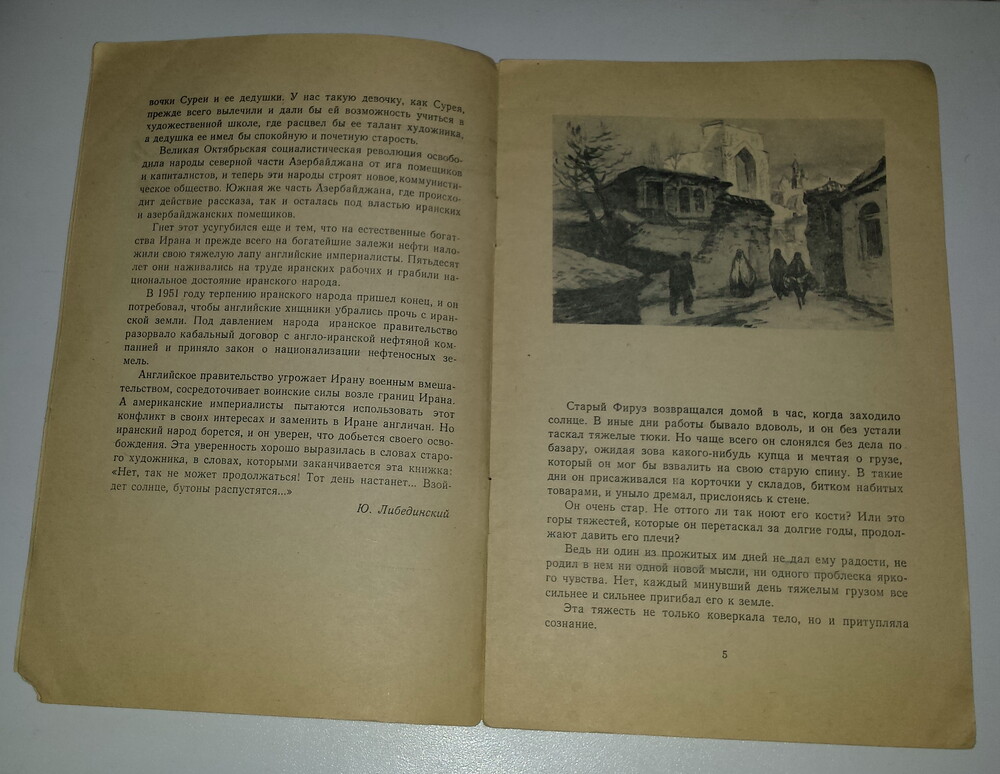 вочки Суреи и ее дедушки. У нас такую девочку, как Сурея,
прежде всего вылечили и дали бы ей возможность учиться в
художественной школе, где расцвел бы ее талант художника,
а дедушка ее имел бы спокойную и почетную старость.
Великая Октябрьская социалистическая революция освобо-
дила народы северной части Азербайджана от ига помещиков
и капиталистов, и теперь эти народы строят новое, коммунисти-
ческое общество. Южная же часть Азербайджана, где происхо-
дит действие рассказа, так и осталась под властью иранских
и азербайджанских помещиков.
Гнет этот усугубился еще и тем, что на естественные богат-
ства Ирана и прежде всего на богатейшие залежи нефти нало-
жили свою тяжелую лапу английские империалисты. Пятьдесят
лет они наживались на труде иранских рабочих и грабили на-
циональное достояние иранского народа.
В 1951 году терпению иранского народа пришел конец, и он
потребовал, чтобы английские хищники убрались прочь с иран-
ской земли. Под давлением народа иранское правительство
разорвало кабальный договор с англо-иранской нефтяной ком-
панией и приняло закон о национализации нефтеносных зе-
мель.
Английское правительство угрожает Ирану военным вмеша-
тельством, сосредоточивает воинские силы возле границ Ирана.
А американские империалисты пытаются использовать этот
конфликт в своих интересах и заменить в Иране англичан. Но
иранский народ борется, и он уверен, что добьется своего осво-
бождения. Эта уверенность хорошо выразилась в словах старо-
го художника, в словах, которыми заканчивается эта книжка:
«Нет, так не может продолжаться! Тот день настанет... Взой-
дет солнце, бутоны распустятся...»
Ю. Либединский
Старый Фируз возвращался домой в час, когда заходило
солнце. В иные дни работы бывало вдоволь, и он без устали
таскал тяжелые тюки. Но чаще всего он слонялся без дела по
базару, ожидая зова какого-нибудь купца и мечтая о грузе,
который он мог бы взвалить на свою старую спину. В такие
дни он присаживался на корточки у складов, битком набитых
товарами, и уныло дремал, прислонясь к стене.
Он очень стар. Не оттого ли так ноют его кости? Или это
горы тяжестей, которые он перетаскал за долгие годы, продол-
жают давить его плечи?
Ведь ни один из прожитых им дней не дал ему радости, не
родил в нем ни одной новой мысли, ни одного проблеска ярко-
го чувства. Нет, каждый минувший день тяжелым грузом все
сильнее и сильнее пригибал его к земле.
Эта тяжесть не только коверкала тело, но и притупляла
сознание.
5